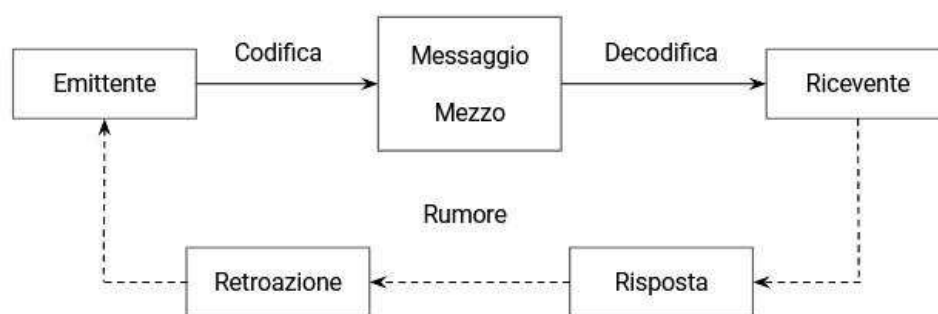 Codifica
Decodifica
Emittente
Messaggio
Mezzo
Ricevente
Rumore
Retroazione
Risposta